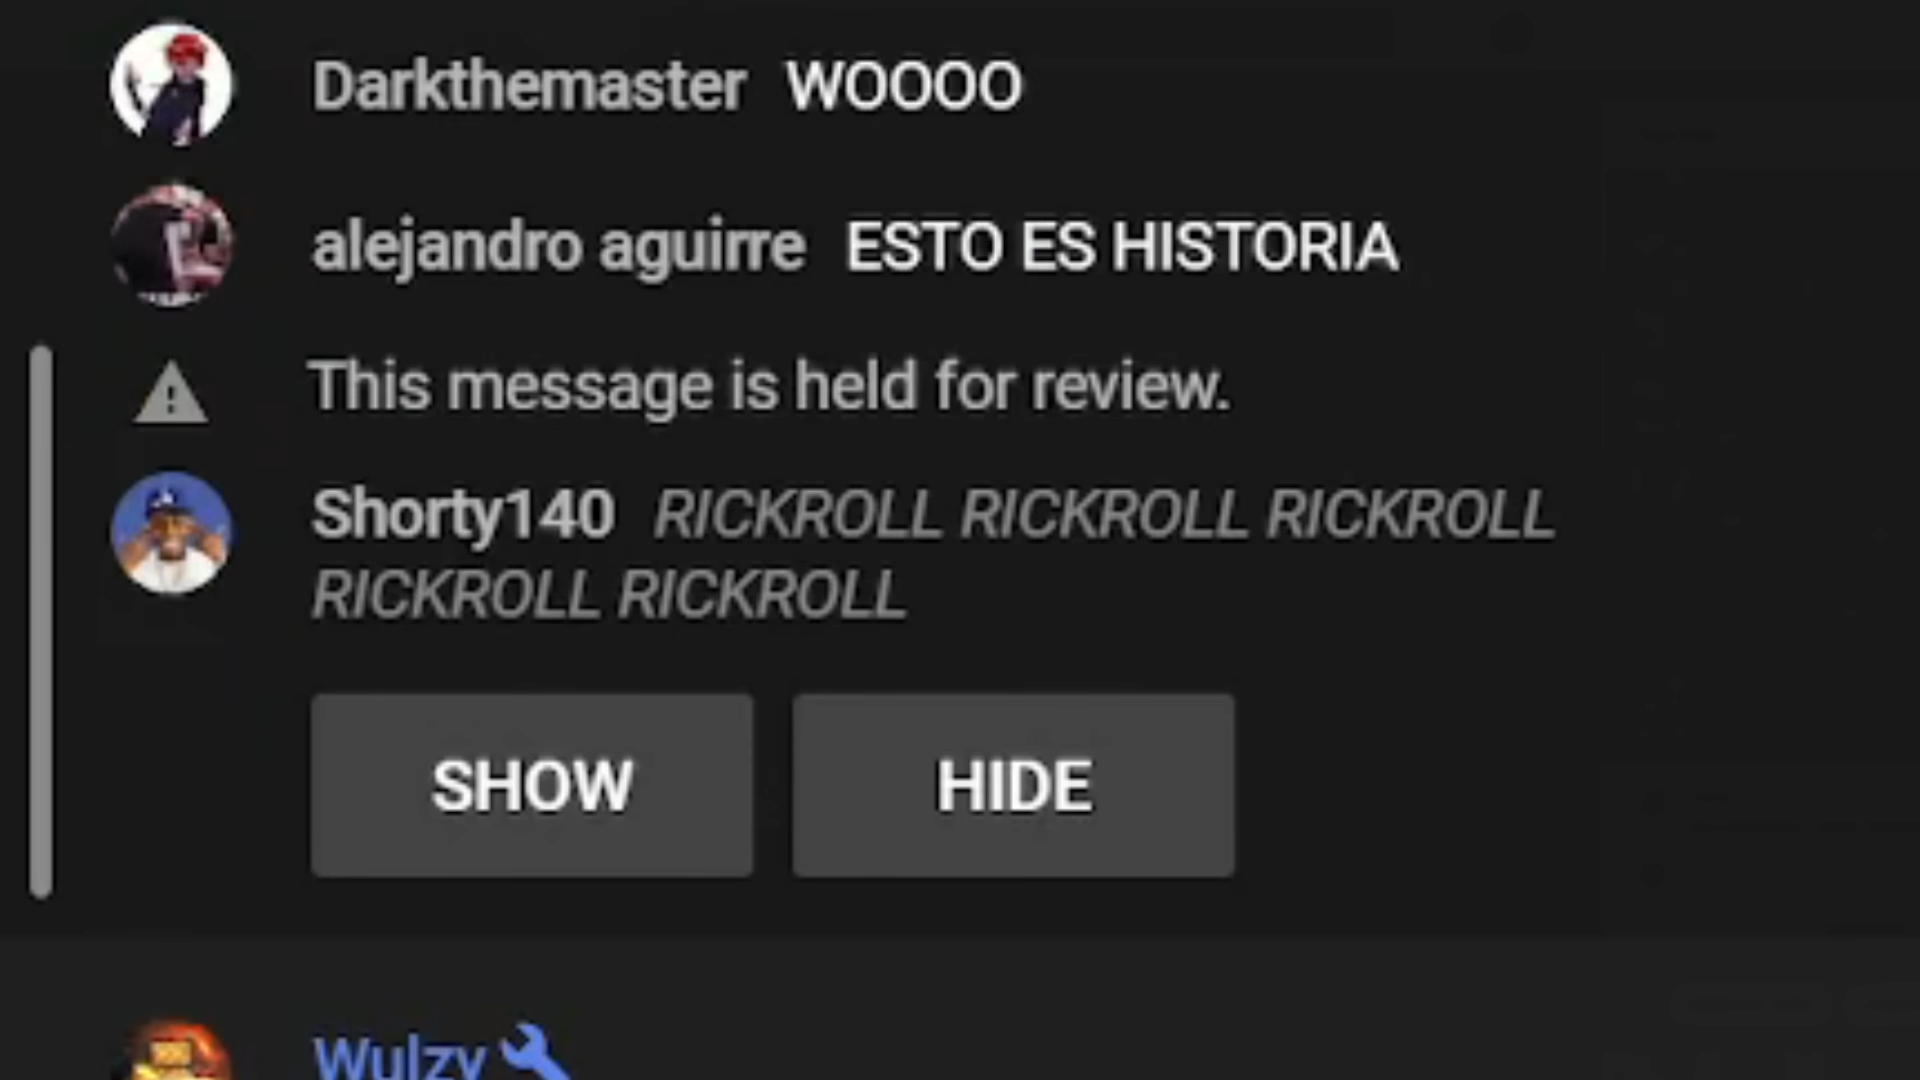 Darkthemaster WOOOO
alejandro aguirre ESTO ES HISTORIA
This message is held for review.
Shorty140 RICKROLL RICKROLL RICKROLL
RICKROLL RICKROLL
SHOW HIDE
Wulzy